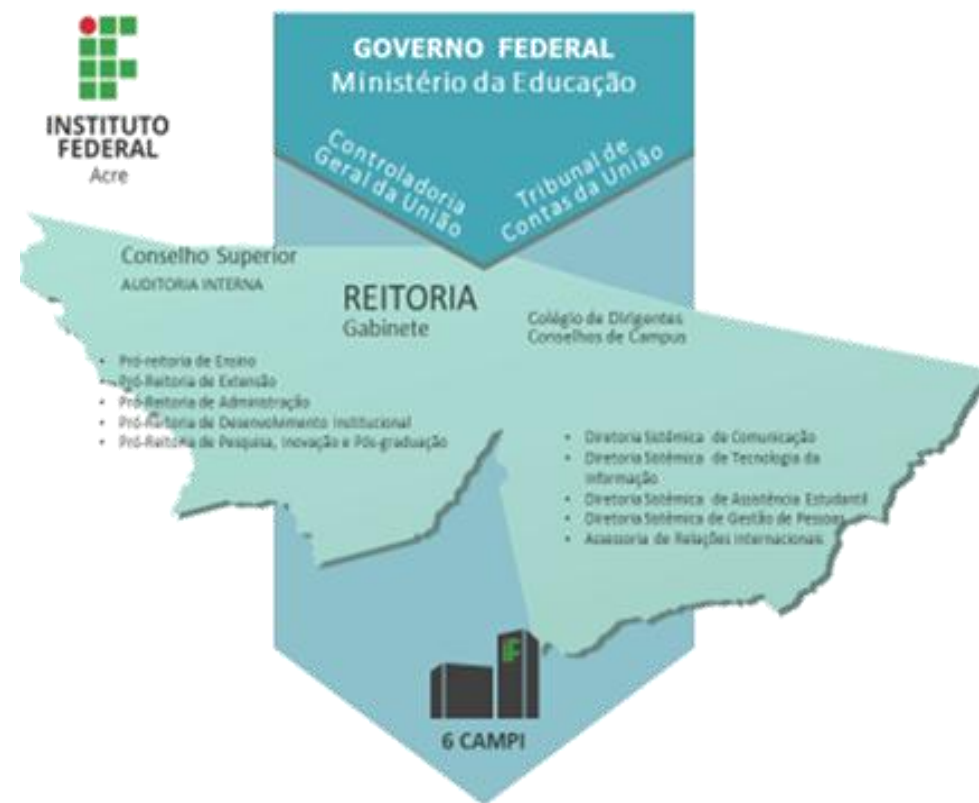 INSTITUTO
FEDERAL
Acre
GOVERNO FEDERAL
Ministério da Educação
Controladoria
Geral da União
Tribunal de
Contas da União
Conselho Superior
AUDITORIA INTERNA
REITORIA
Gabinete
Colégio de Dirigentes
Conselhos de Campus
• Pró-reitoria de Ensino
• Pró-Reitoria de Extensão
• Pró-Reitoria de Administração
• Pró-Reitoria de Desenvolvimento Institucional
• Pró-Reitoria de Pesquisa, Inovação e Pós-graduação
• Diretoria Sistêmica de Comunicação
• Diretoria Sistêmica de Tecnologia da
Informação
• Diretoria Sistêmica de Assistência Estudantil
• Diretoria Sistêmica de Gestão de Pessoas
• Assessoria de Relações Internacionais
IF
6 CAMPI